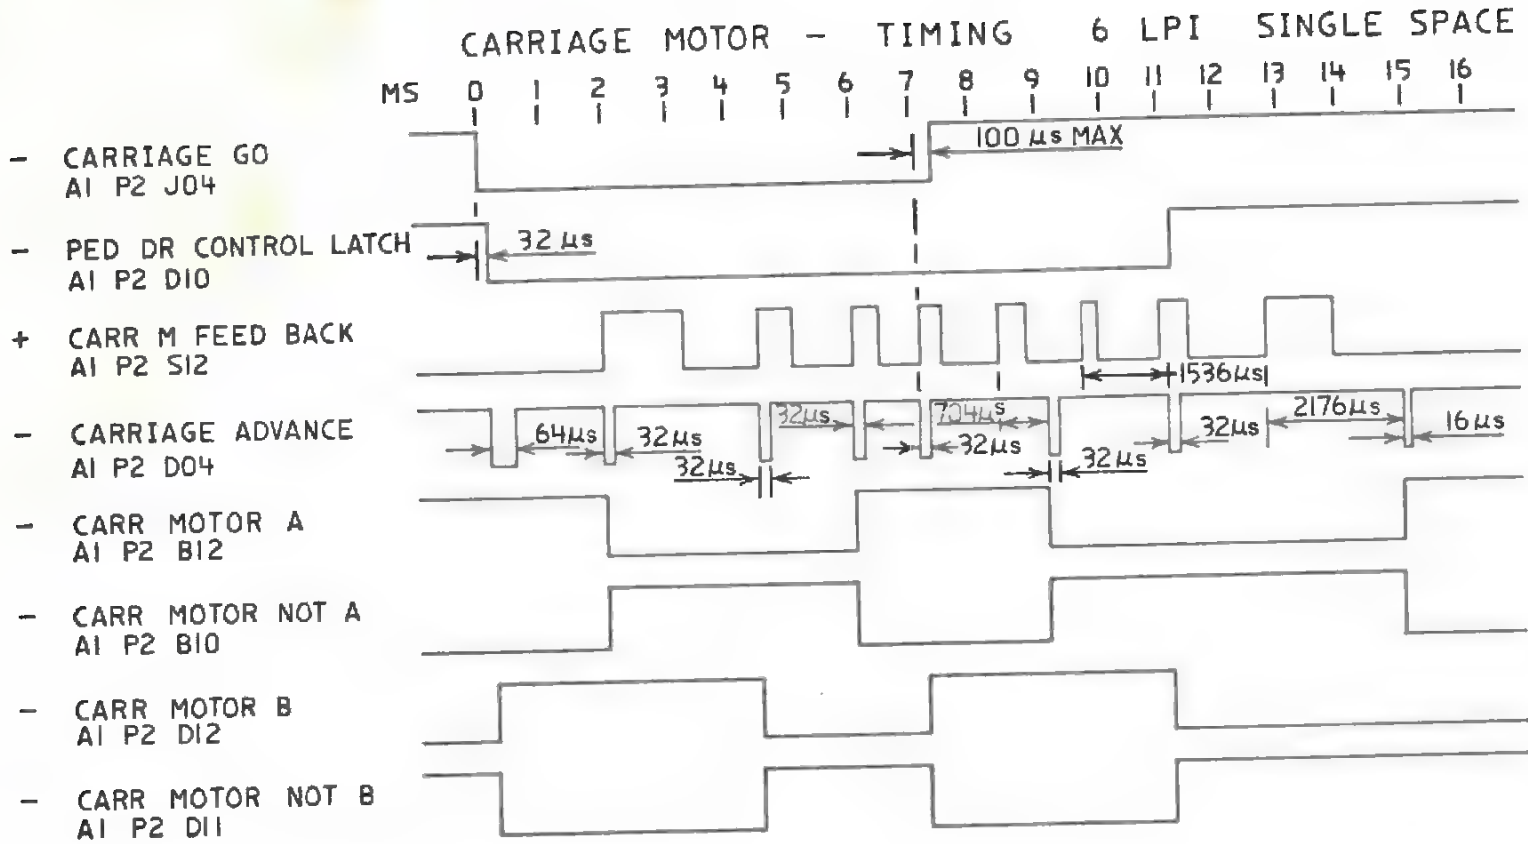 CARRIAGE MOTOR - TIMING 6 LPI SINGLE SPACE
MS 0 1 2 3 4 5 6 7 8 9 10 11 12 13 14 15 16
- CARRIAGE GO
A1 P2 J04
100 µs MAX
- PED DR CONTROL LATCH
A1 P2 D10
32 µs
+ CARR M FEED BACK
A1 P2 S12
1536µs
- CARRIAGE ADVANCE
A1 P2 D04
64µs
32µs
32µs
32µs
704µs
32µs
32µs
32µs
2176µs
16µs
- CARR MOTOR A
A1 P2 B12
- CARR MOTOR NOT A
A1 P2 B10
- CARR MOTOR B
A1 P2 D12
- CARR MOTOR NOT B
A1 P2 D11